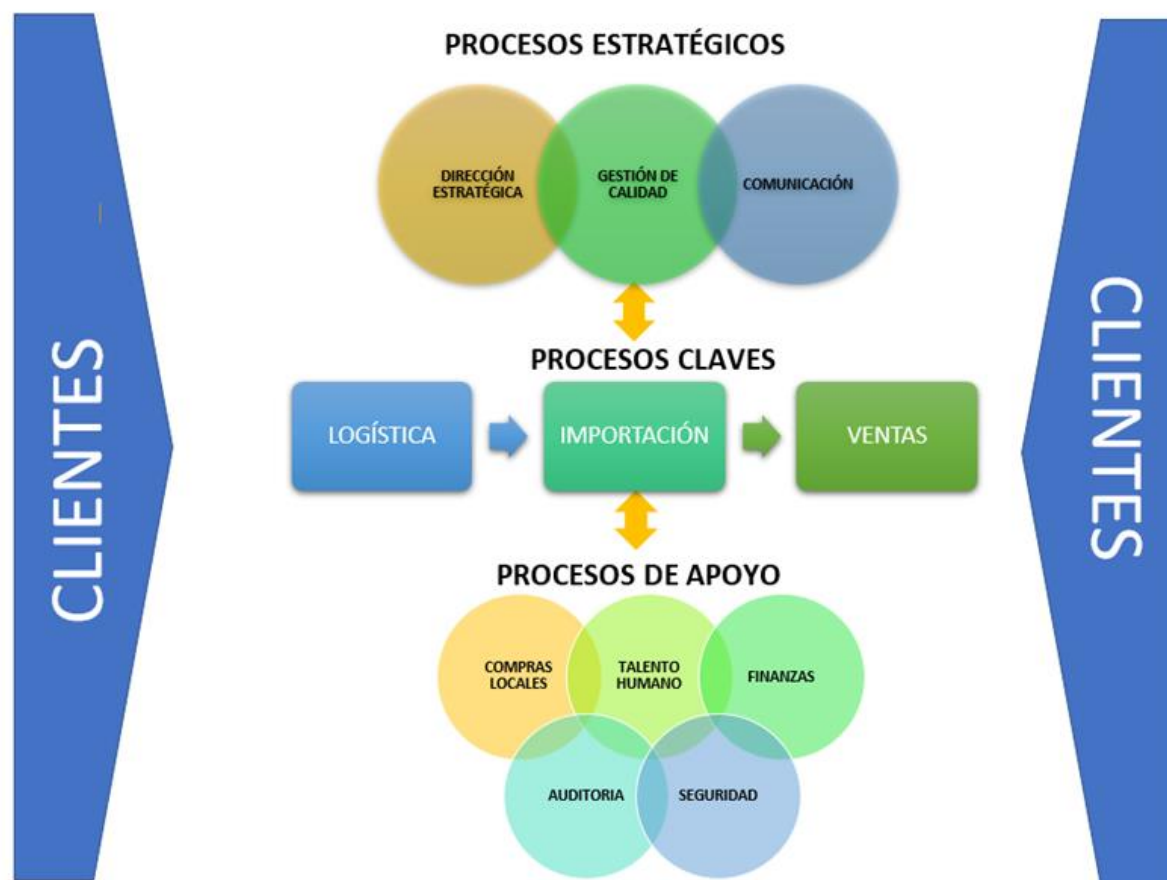 PROCESOS ESTRATÉGICOS
DIRECCIÓN
ESTRATÉGICA
GESTIÓN DE
CALIDAD
COMUNICACIÓN
CLIENTES
PROCESOS CLAVES
LOGÍSTICA
IMPORTACIÓN
VENTAS
CLIENTES
PROCESOS DE APOYO
COMPRAS
LOCALES
TALENTO
HUMANO
FINANZAS
AUDITORIA
SEGURIDAD